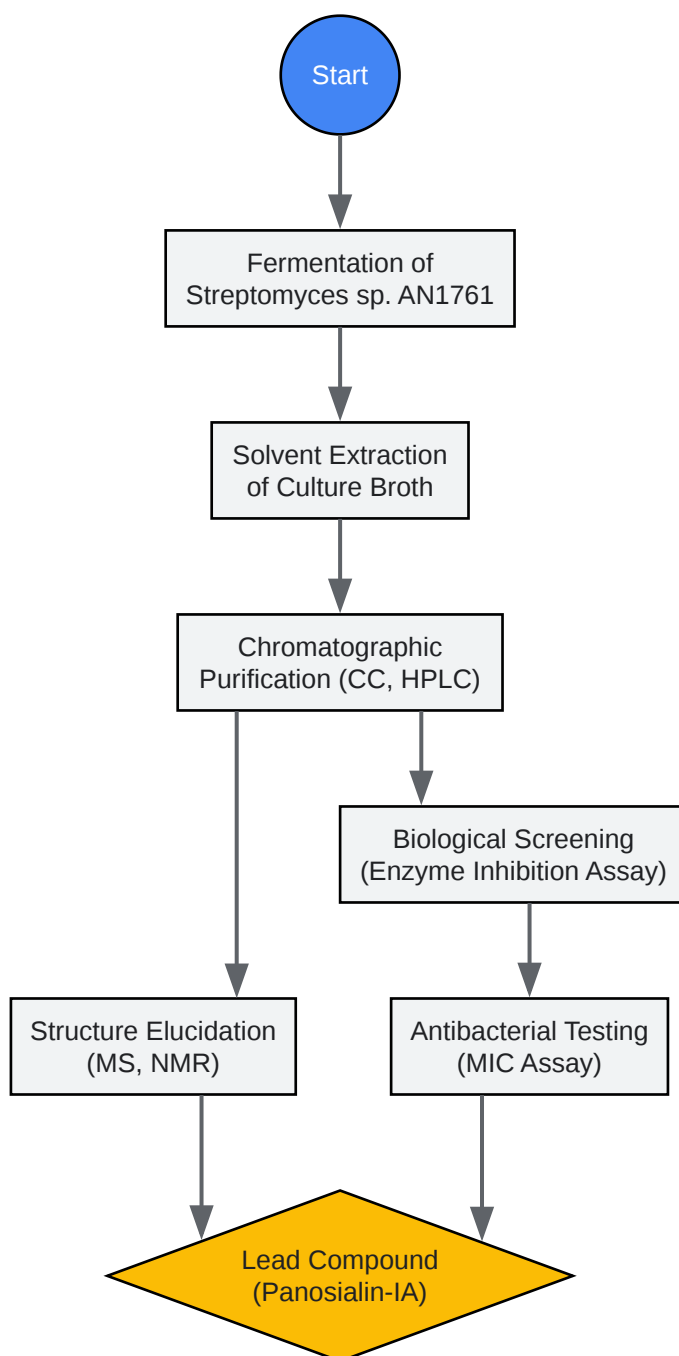 Start
Fermentation of
Streptomyces sp. AN1761
Solvent Extraction
of Culture Broth
Chromatographic
Purification (CC, HPLC)
Biological Screening
(Enzyme Inhibition Assay)
Structure Elucidation
(MS, NMR)
Antibacterial Testing
(MIC Assay)
Lead Compound
(Panosialin-IA)